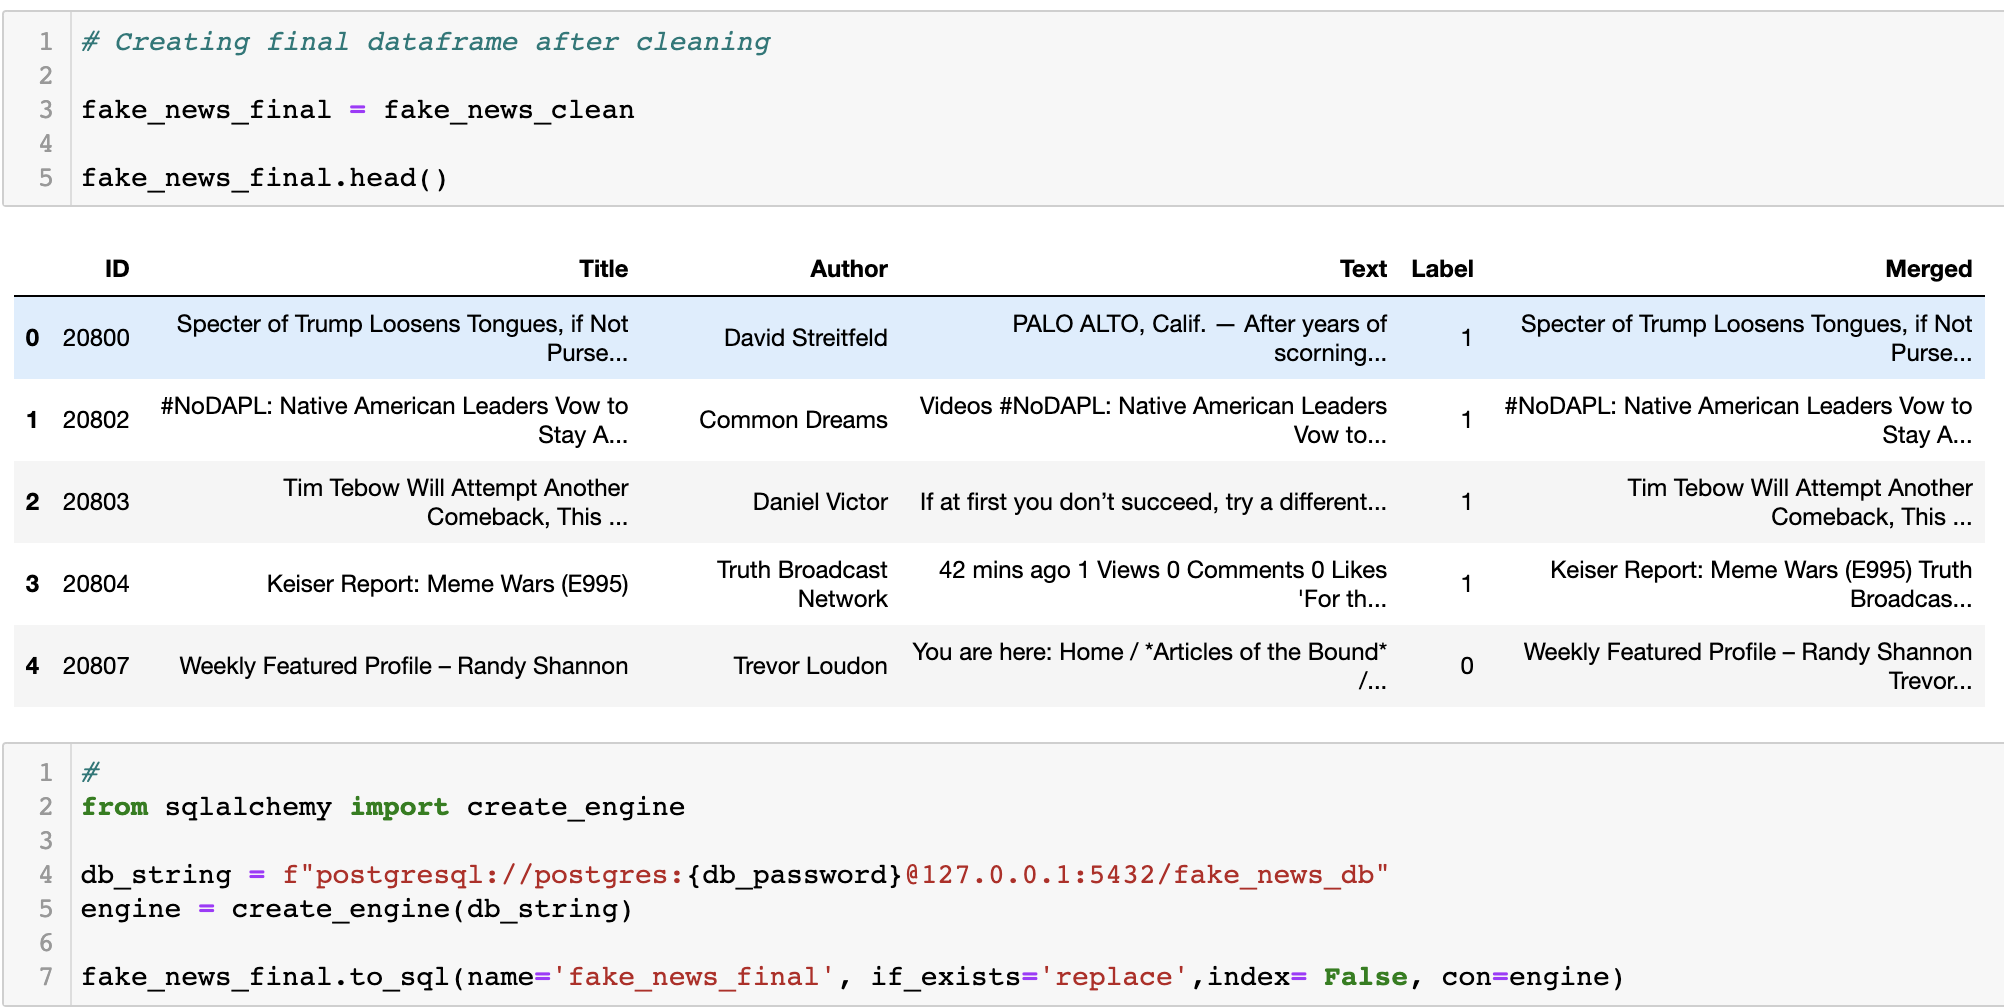 1 # Creating final dataframe after cleaning
2
3 fake_news_final = fake_news_clean
4
5 fake_news_final.head()
ID Title Author Text Label Merged
0 20800 Specter of Trump Loosens Tongues, if Not Purse... David Streitfeld PALO ALTO, Calif. — After years of scorning... 1 Specter of Trump Loosens Tongues, if Not Purse...
1 20802 #NoDAPL: Native American Leaders Vow to Stay A... Common Dreams Videos #NoDAPL: Native American Leaders Vow to... 1 #NoDAPL: Native American Leaders Vow to Stay A...
2 20803 Tim Tebow Will Attempt Another Comeback, This ... Daniel Victor If at first you don’t succeed, try a different... 1 Tim Tebow Will Attempt Another Comeback, This ...
3 20804 Keiser Report: Meme Wars (E995) Truth Broadcast Network 42 mins ago 1 Views 0 Comments 0 Likes 'For th... 1 Keiser Report: Meme Wars (E995) Truth Broadcas...
4 20807 Weekly Featured Profile – Randy Shannon Trevor Loudon You are here: Home / *Articles of the Bound* /... 0 Weekly Featured Profile – Randy Shannon Trevor...
1 #
2 from sqlalchemy import create_engine
3
4 db_string = f"postgresql://postgres:{db_password}@127.0.0.1:5432/fake_news_db"
5 engine = create_engine(db_string)
6
7 fake_news_final.to_sql(name='fake_news_final', if_exists='replace',index= False, con=engine)